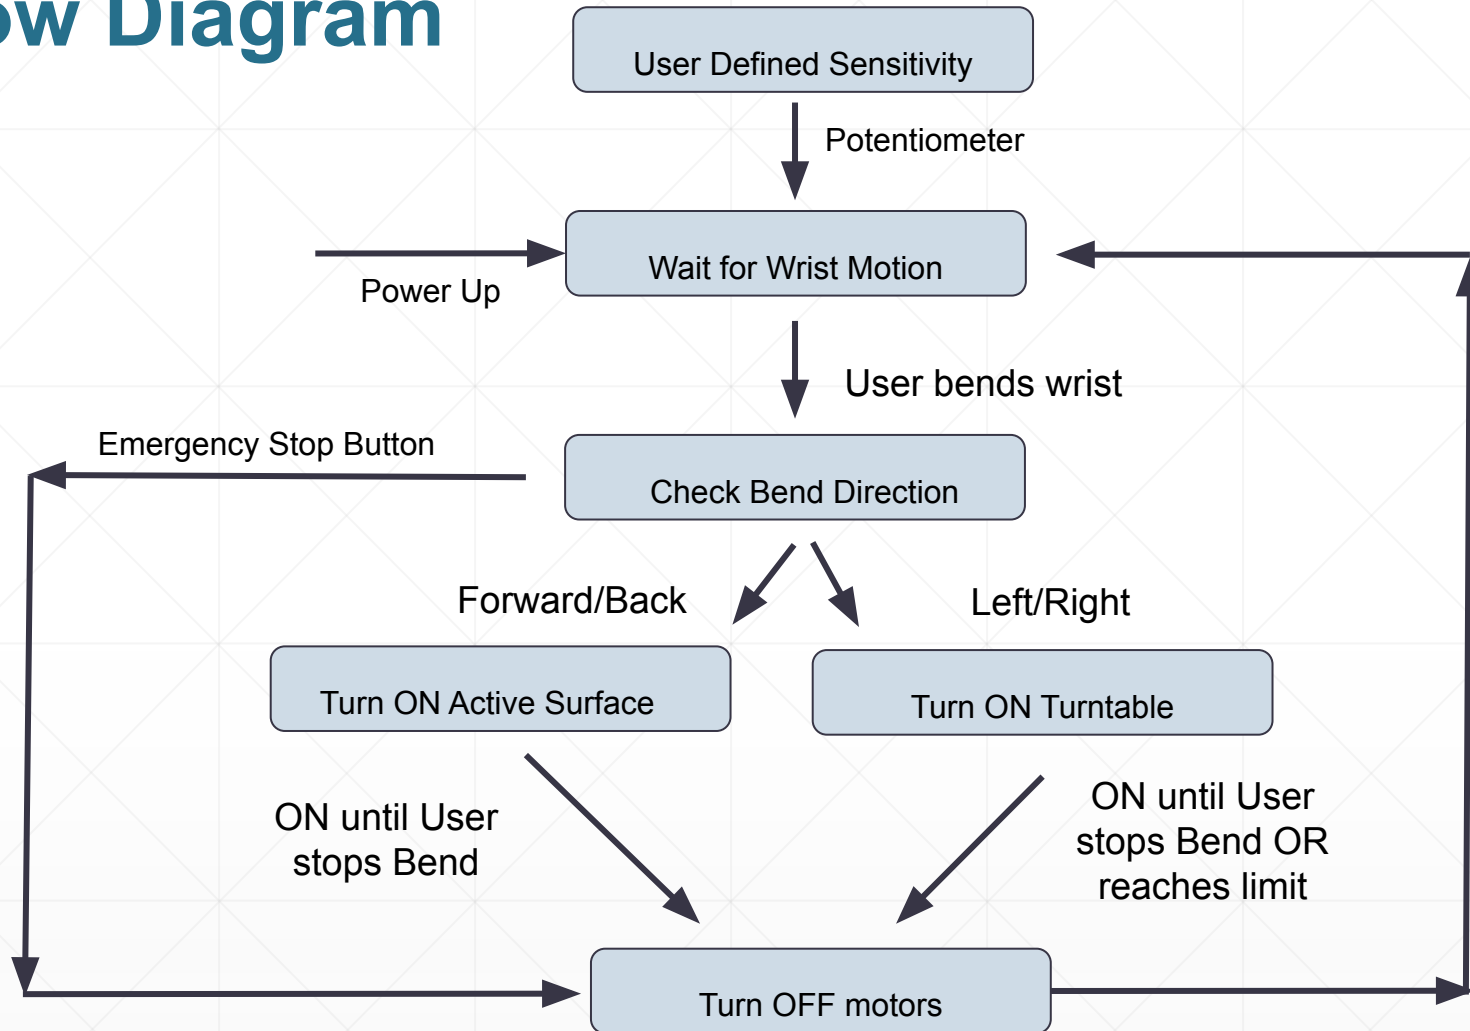 ow Diagram
User Defined Sensitivity
Potentiometer
Wait for Wrist Motion
Power Up
User bends wrist
Emergency Stop Button
Check Bend Direction
Forward/Back
Left/Right
Turn ON Active Surface
Turn ON Turntable
ON until User
stops Bend
ON until User
stops Bend OR
reaches limit
Turn OFF motors